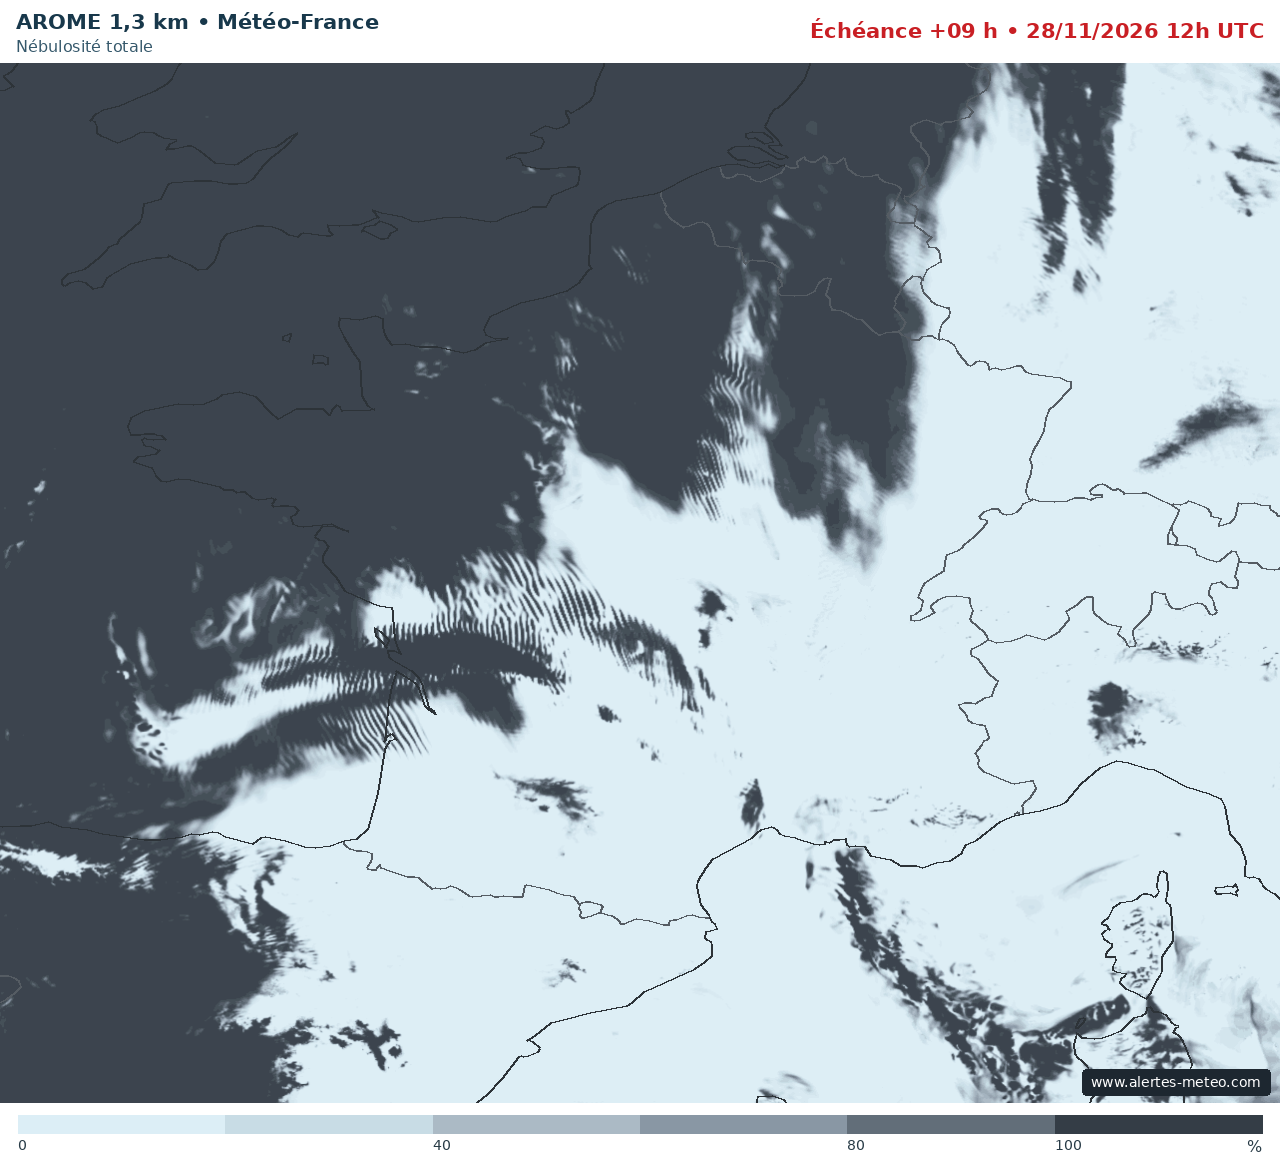 AROME 1,3 km • Météo-France
Nébulosité totale
Échéance +09 h • 28/11/2026 12h UTC
www.alertes-meteo.com
0 40 80 100 %